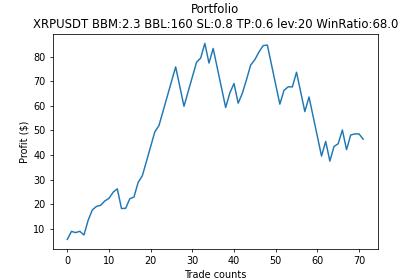 Portfolio
XRPUSDT BBM:2.3 BBL:160 SL:0.8 TP:0.6 lev:20 WinRatio:68.0
80
70
60
50
40
30
20
10
Profit ($)
0 10 20 30 40 50 60 70
Trade counts